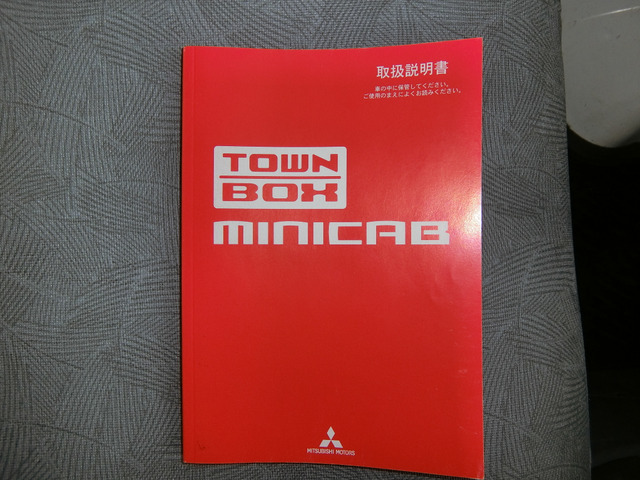 取扱説明書
車の中に保管してください。
ご使用のまえによくお読みください。
TOWN
BOX
MINICAB
MITSUBISHI MOTORS